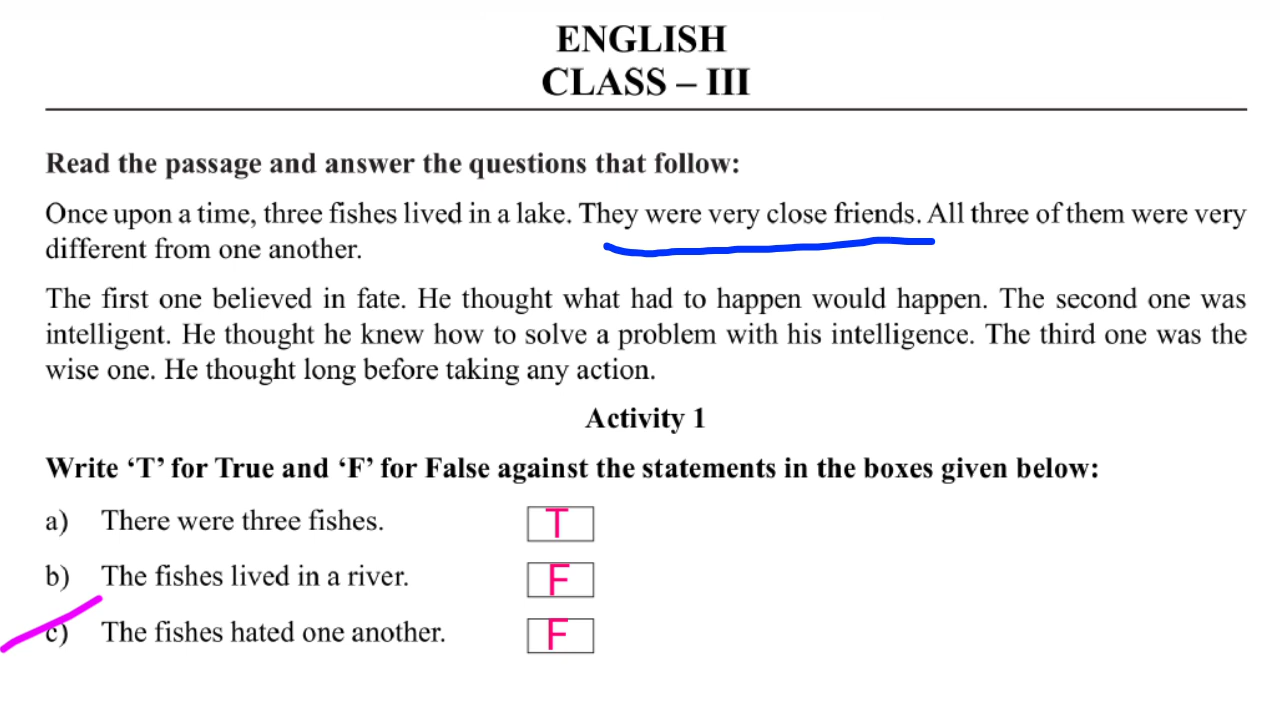 ENGLISH
CLASS – III
Read the passage and answer the questions that follow:
Once upon a time, three fishes lived in a lake. They were very close friends. All three of them were very
different from one another.
The first one believed in fate. He thought what had to happen would happen. The second one was
intelligent. He thought he knew how to solve a problem with his intelligence. The third one was the
wise one. He thought long before taking any action.
Activity 1
Write ‘T’ for True and ‘F’ for False against the statements in the boxes given below:
a) There were three fishes. T
b) The fishes lived in a river. F
c) The fishes hated one another. F